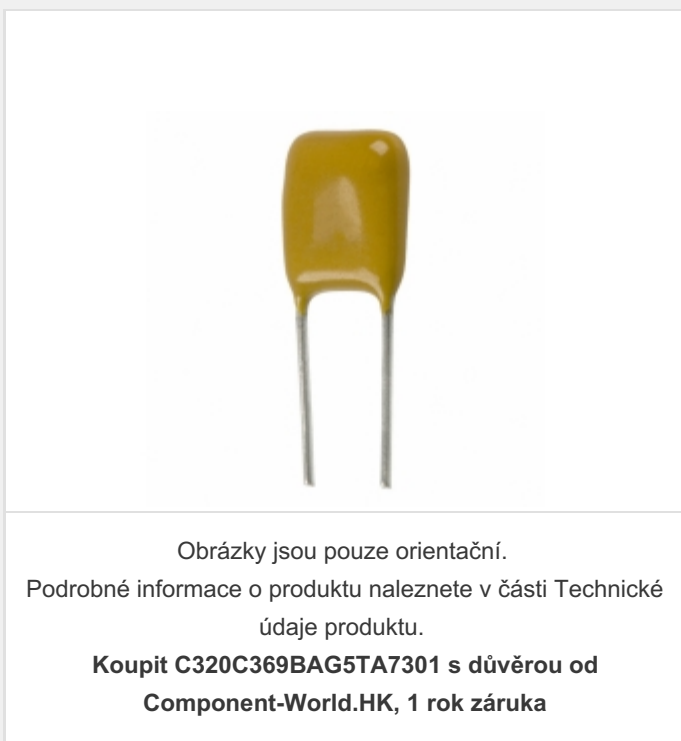 Obrázky jsou pouze orientační.
Podrobné informace o produktu naleznete v části Technické
údaje produktu.
Koupit C320C369BAG5TA7301 s důvěrou od
Component-World.HK, 1 rok záruka